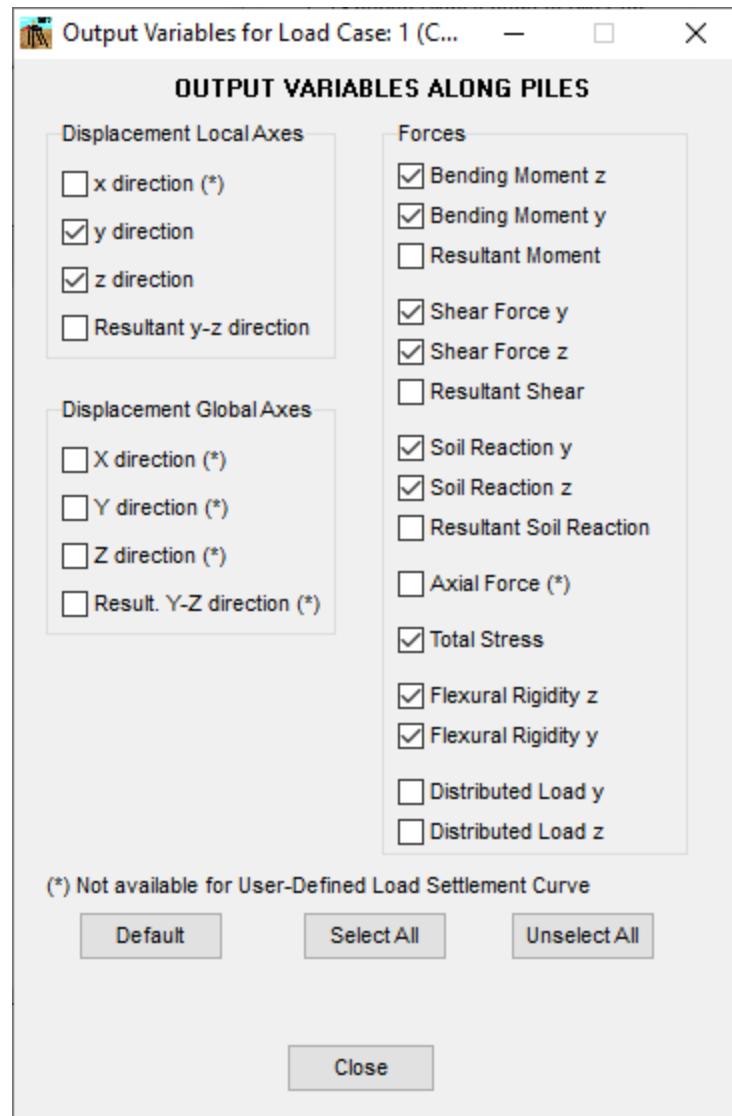 Output Variables for Load Case: 1 (C...
OUTPUT VARIABLES ALONG PILES
Displacement Local Axes
x direction (*)
y direction
z direction
Resultant y-z direction
Displacement Global Axes
X direction (*)
Y direction (*)
Z direction (*)
Result. Y-Z direction (*)
Forces
Bending Moment z
Bending Moment y
Resultant Moment
Shear Force y
Shear Force z
Resultant Shear
Soil Reaction y
Soil Reaction z
Resultant Soil Reaction
Axial Force (*)
Total Stress
Flexural Rigidity z
Flexural Rigidity y
Distributed Load y
Distributed Load z
(*) Not available for User-Defined Load Settlement Curve
Default
Select All
Unselect All
Close